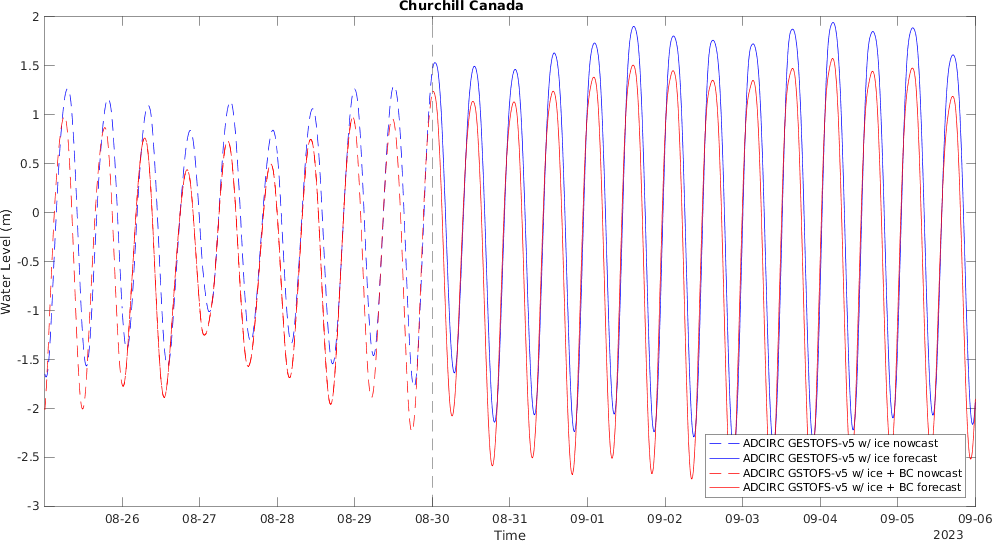 Churchill Canada
2
1.5
1
0.5
0
-0.5
-1
-1.5
-2
-2.5
-3
Water Level (m)
08-26 08-27 08-28 08-29 08-30 08-31 09-01 09-02 09-03 09-04 09-05 09-06
Time
2023
ADCIRC GESTOFS-v5 w/ ice nowcast
ADCIRC GESTOFS-v5 w/ ice forecast
ADCIRC GSTOFS-v5 w/ ice + BC nowcast
ADCIRC GSTOFS-v5 w/ ice + BC forecast